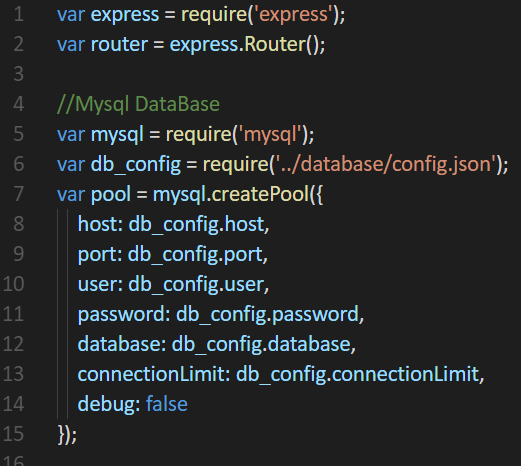 1 var express = require('express');
2 var router = express.Router();
3
4 //Mysql DataBase
5 var mysql = require('mysql');
6 var db_config = require('../database/config.json');
7 var pool = mysql.createPool({
8 host: db_config.host,
9 port: db_config.port,
10 user: db_config.user,
11 password: db_config.password,
12 database: db_config.database,
13 connectionLimit: db_config.connectionLimit,
14 debug: false
15 });
16